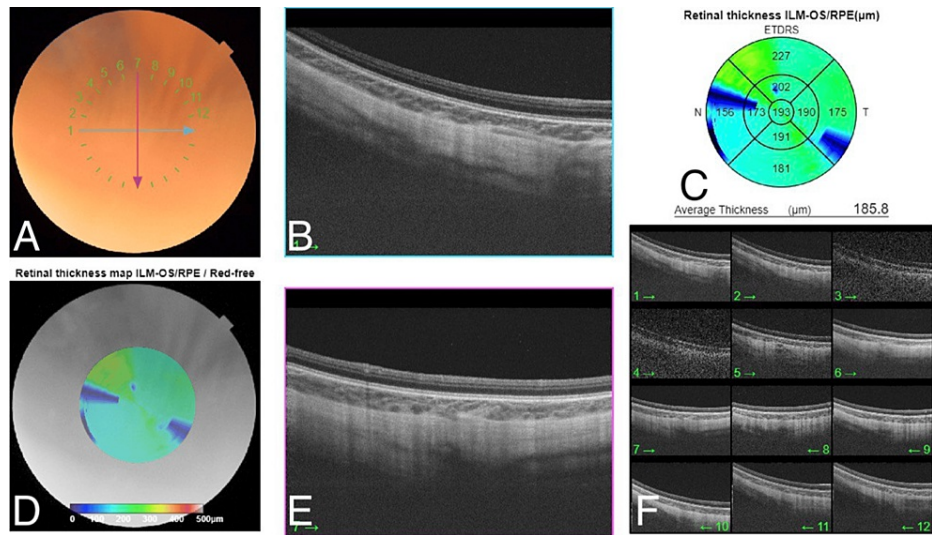 7
6 8
5 9
4 10
3 11
2 12
1
A
1 →
B
Retinal thickness ILM-OS/RPE(µm)
ETDRS
227
202
N 156 173 193 190 175 T
191
181
C
Average Thickness (µm) 185.8
Retinal thickness map ILM-OS/RPE / Red-free
0 100 200 300 400 500µm
D
7 →
E
1 → 2 → 3 →
4 → 5 → 6 →
7 → ← 8 ← 9
← 10 ← 11 ← 12
F